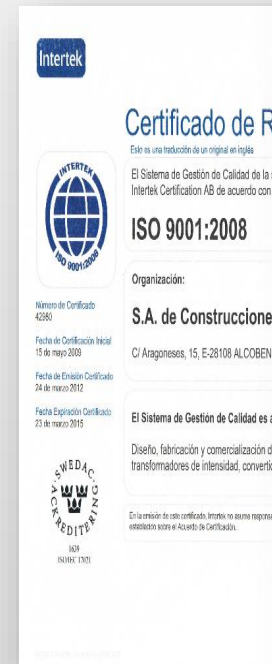 Intertek
Certificado de R
Esto es una traducción de un original en inglés
El Sistema de Gestión de Calidad de la
Intertek Certification AB de acuerdo con
ISO 9001:2008
INTERTEK
ISO 9001:2008
Organización:
S.A. de Construccione
C/ Aragoneses, 15, E-28108 ALCOBEN
Número de Certificado
42980
Fecha de Certificación Inicial
15 de mayo 2009
Fecha de Emisión Certificado
24 de marzo 2012
Fecha Expiración Certificado
23 de marzo 2015
El Sistema de Gestión de Calidad es a
Diseño, fabricación y comercialización d
transformadores de intensidad, convertid
SWEDAC
ACKREDITERING
1639
ISO/IEC 17021
En la emisión de este certificado, Intertek no asume respons
establecido sobre el Acuerdo de Certificación.